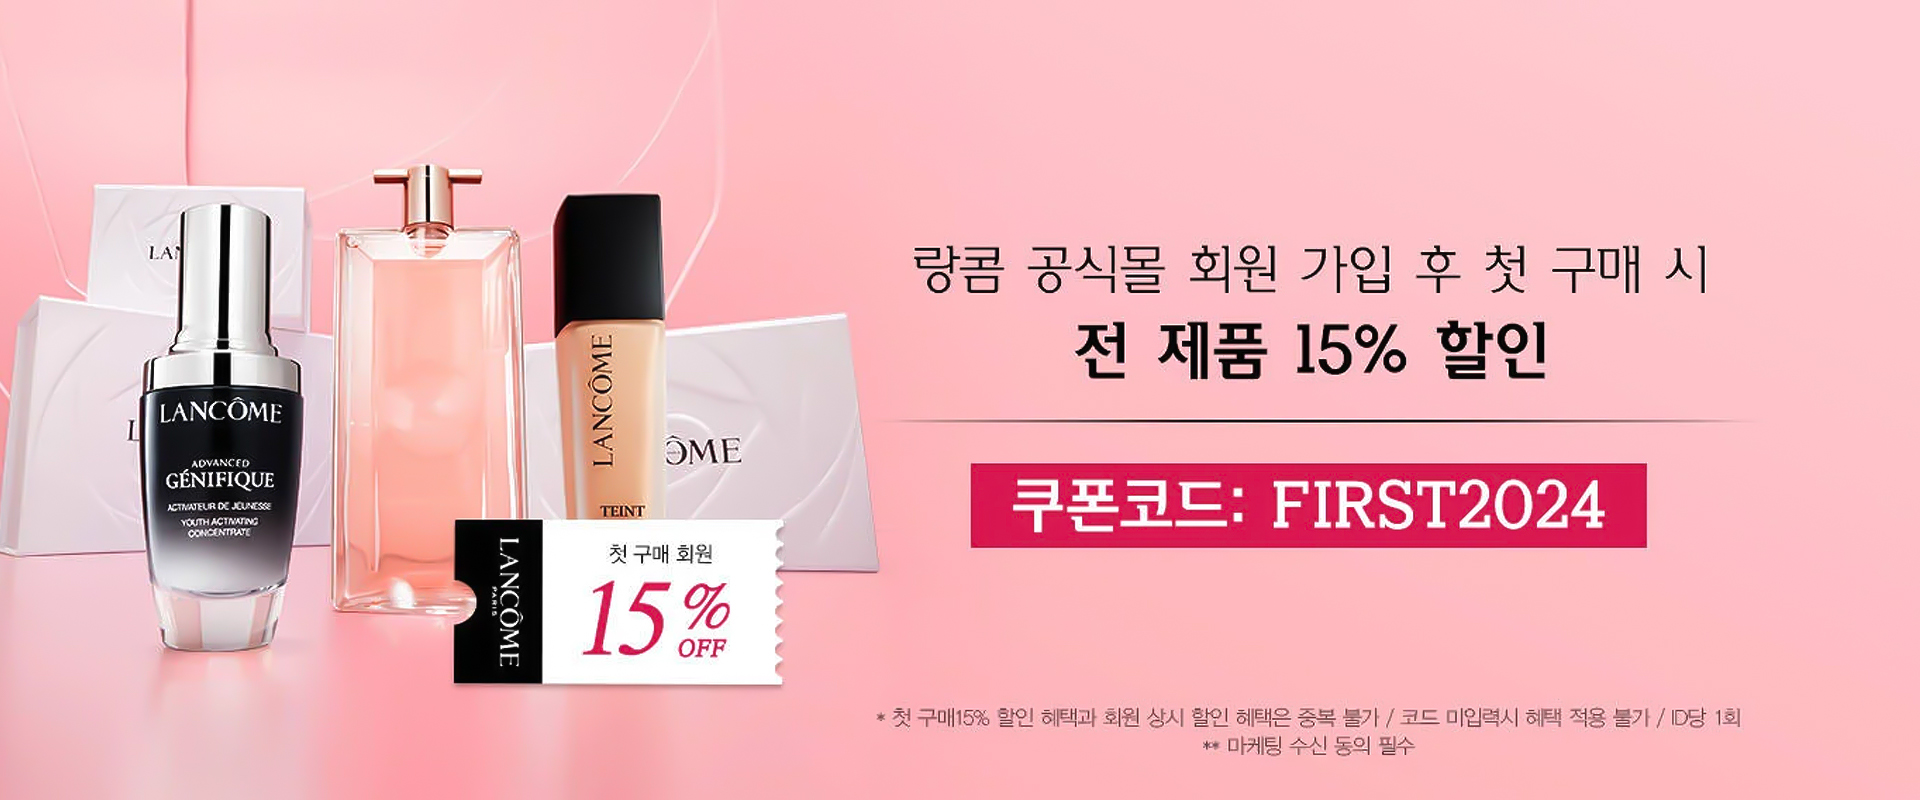 랑콤 공식몰 회원 가입 후 첫 구매 시
전 제품 15% 할인
쿠폰코드: FIRST2024
LANCÔME
ADVANCED
GÉNIFIQUE
ACTIVATEUR DE JEUNESSE
YOUTH ACTIVATING
CONCENTRATE
LANCÔME
TEINT
LAN
L
ÔME
LANCÔME
PARIS
첫 구매 회원
15%
OFF
* 첫 구매15% 할인 혜택과 회원 상시 할인 혜택은 중복 불가 / 코드 미입력시 혜택 적용 불가 / ID당 1회
** 마케팅 수신 동의 필수